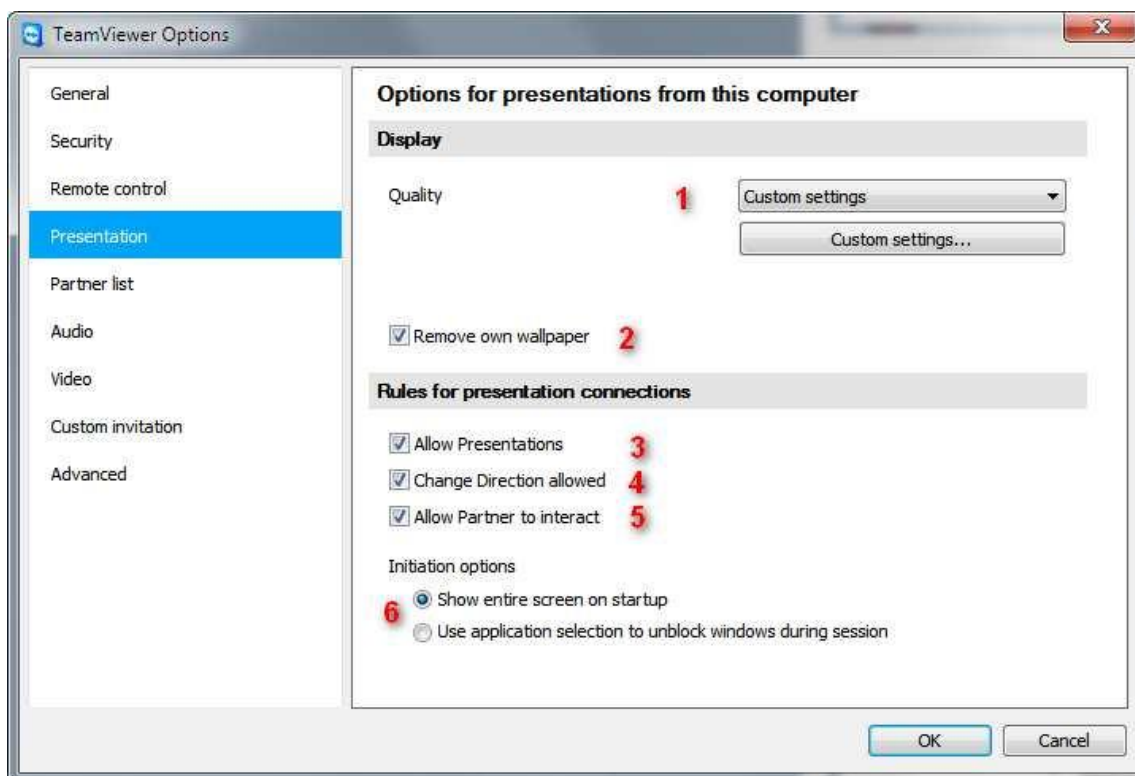 TeamViewer Options
General
Security
Remote control
Presentation
Partner list
Audio
Video
Custom invitation
Advanced
Options for presentations from this computer
Display
Quality 1 Custom settings
Custom settings...
Remove own wallpaper 2
Rules for presentation connections
Allow Presentations 3
Change Direction allowed 4
Allow Partner to interact 5
Initiation options
6 Show entire screen on startup
Use application selection to unblock windows during session
OK Cancel